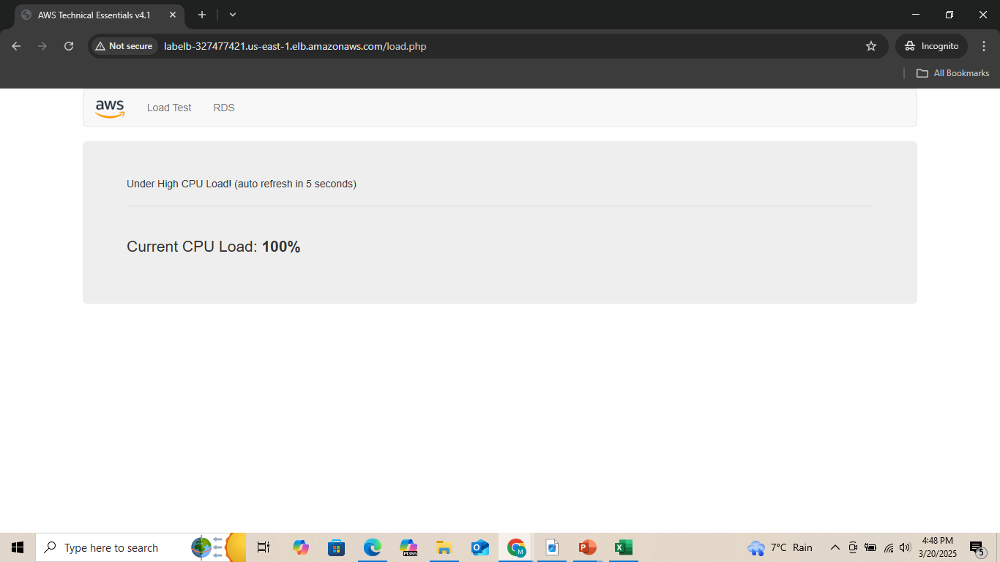 AWS Technical Essentials v4.1
Not secure
labelb-327477421.us-east-1.elb.amazonaws.com/load.php
Incognito
All Bookmarks
aws
Load Test
RDS
Under High CPU Load! (auto refresh in 5 seconds)
Current CPU Load: 100%
Type here to search
M365
O
M
P
X
7°C Rain
4:48 PM
3/20/2025
5